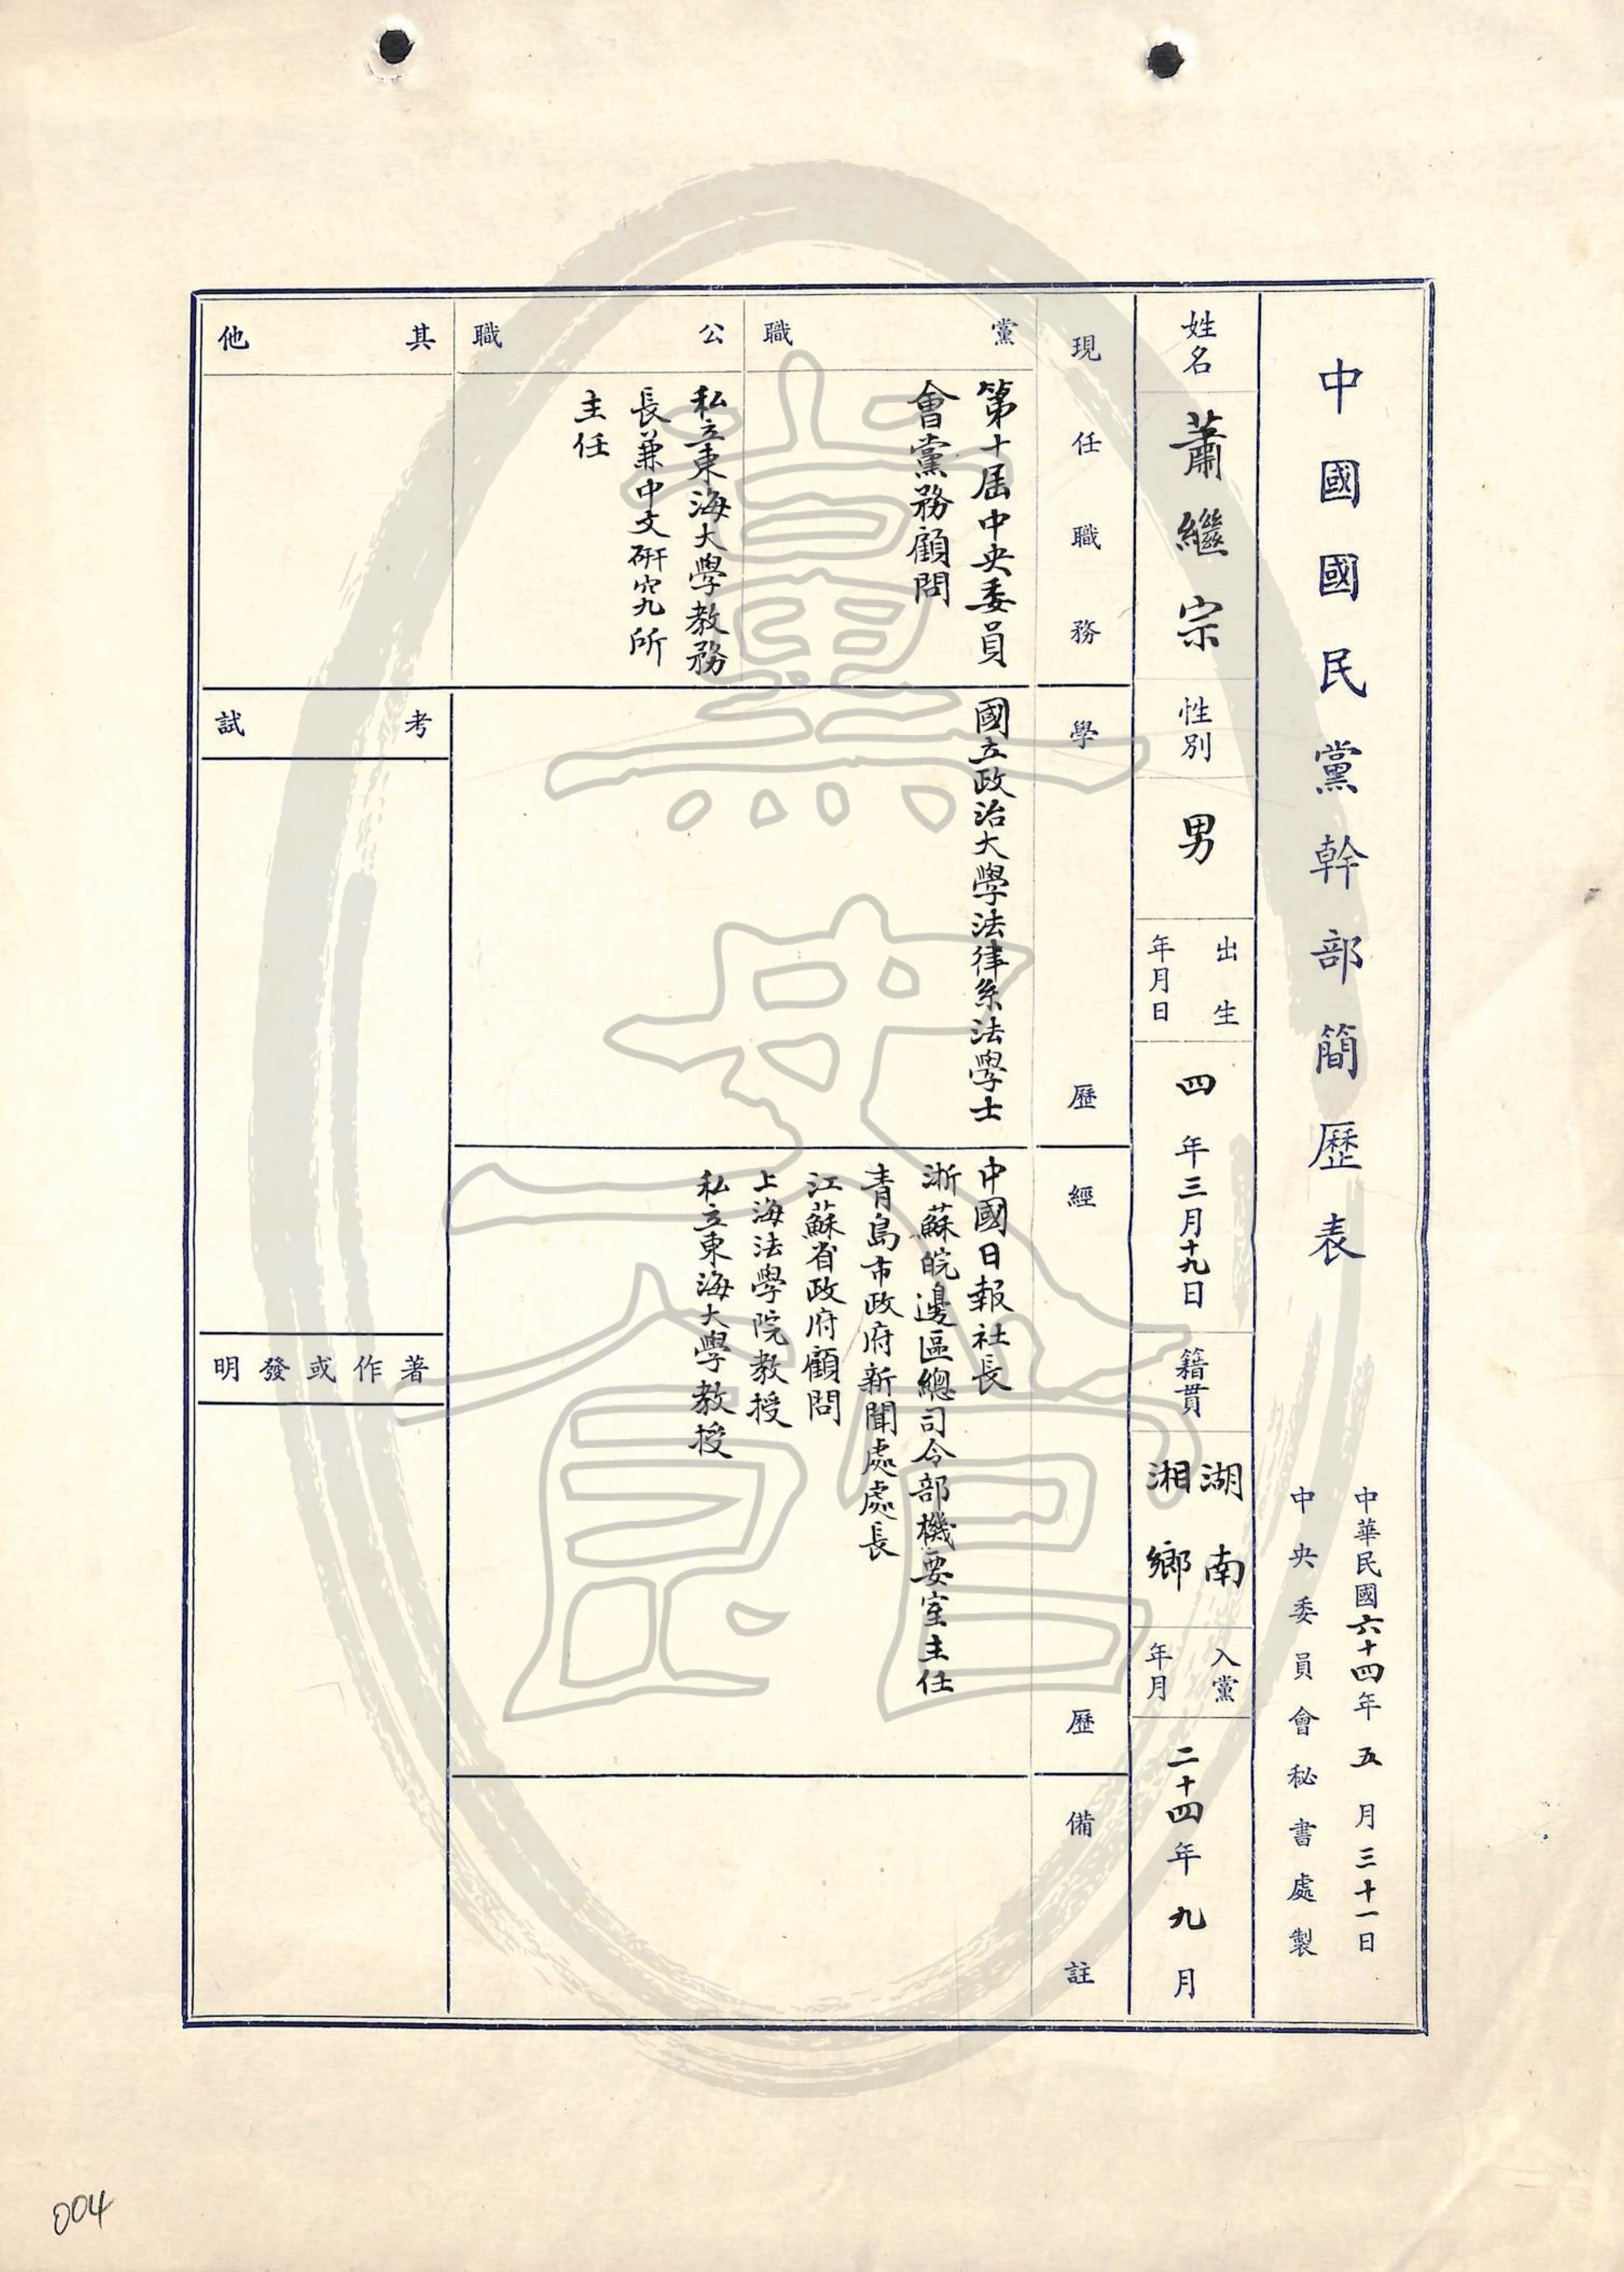 中國國民黨幹部簡歷表
中華民國六十四年五月三十一日
中央委員會秘書處製
姓名
蕭繼宗
性別
男
出生
年月日
四年三月十九日
籍貫
湖南
湘鄉
入黨
年月
二十四年九月
現任職務
黨職
第十屆中央委員
會黨務顧問
公職
私立東海大學教務
長兼中文研究所
主任
其他
學歷
國立政治大學法律系法學士
經歷
中國日報社長
浙蘇皖邊區總司令部機要室主任
青島市政府新聞處處長
江蘇省政府顧問
上海法學院教授
私立東海大學教授
備註
考試
著作或發明
黨史會
004